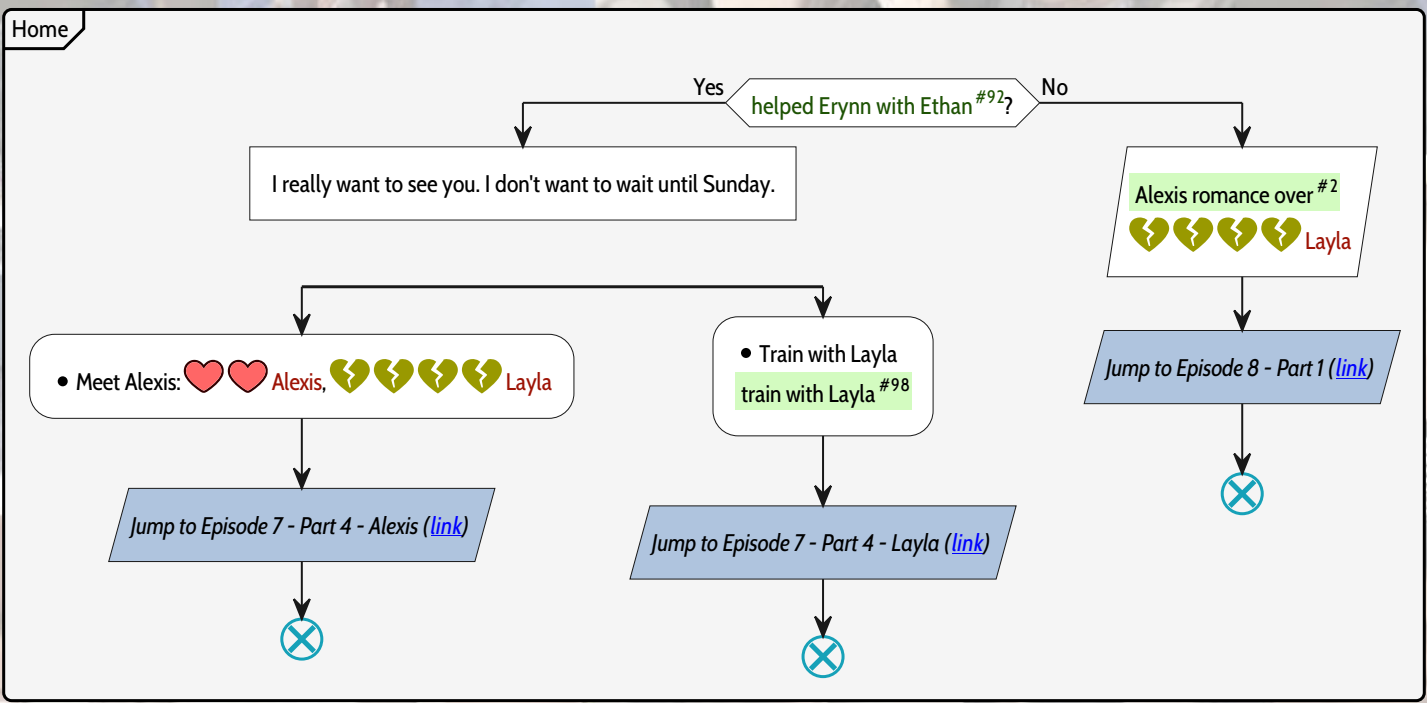 Home
Yes
helped Erynn with Ethan #92?
No
I really want to see you. I don't want to wait until Sunday.
Alexis romance over #2
Layla
• Meet Alexis: Alexis, Layla
• Train with Layla
train with Layla #98
Jump to Episode 8 - Part 1 (link)
Jump to Episode 7 - Part 4 - Alexis (link)
Jump to Episode 7 - Part 4 - Layla (link)